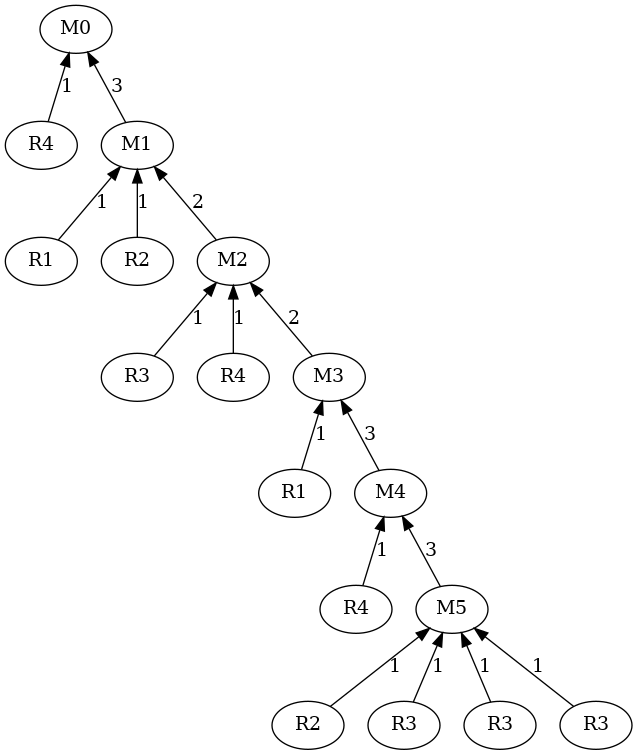 M0
1 3
R4 M1
1 1 2
R1 R2 M2
1 1 2
R3 R4 M3
1 3
R1 M4
1 3
R4 M5
1 1 1 1
R2 R3 R3 R3